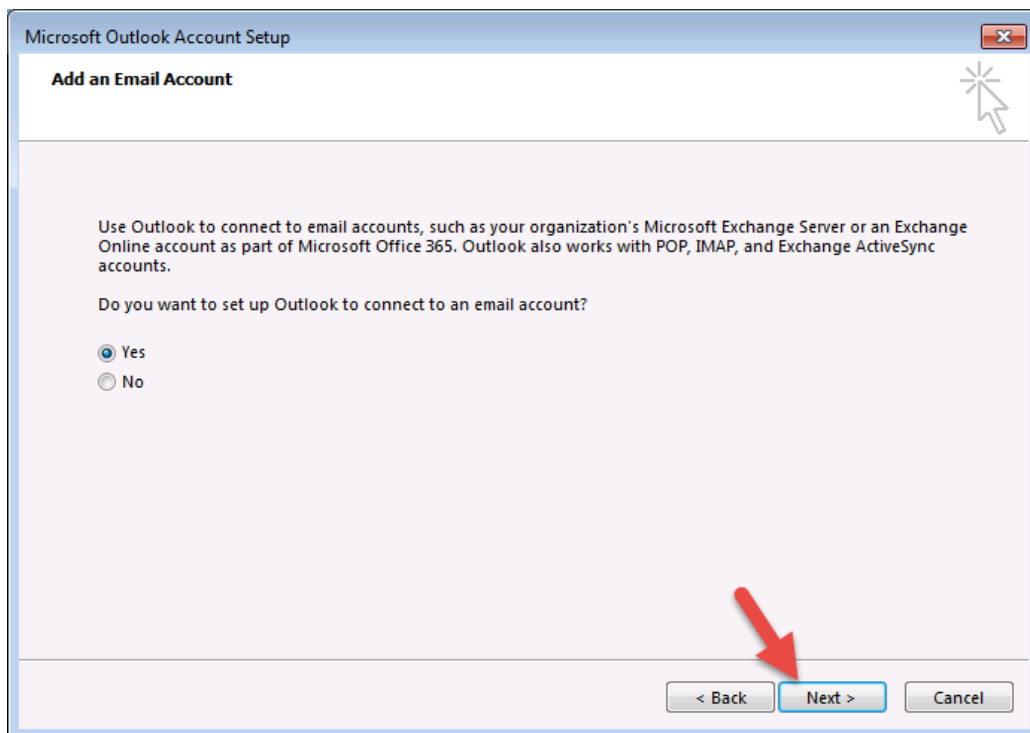 Microsoft Outlook Account Setup
Add an Email Account
Use Outlook to connect to email accounts, such as your organization's Microsoft Exchange Server or an Exchange
Online account as part of Microsoft Office 365. Outlook also works with POP, IMAP, and Exchange ActiveSync
accounts.
Do you want to set up Outlook to connect to an email account?
Yes
No
< Back Next > Cancel